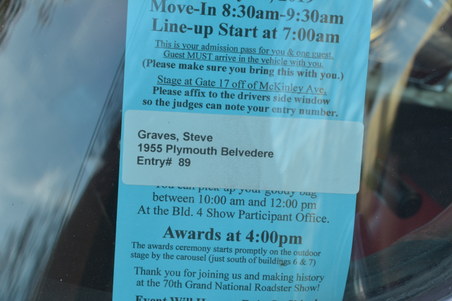 2019
Move-In 8:30am-9:30am
Line-up Start at 7:00am
This is your admission pass for you & one guest.
Guest MUST arrive in the vehicle with you.
(Please make sure you bring this with you.)
Stage at Gate 17 off of McKinley Ave.
Please affix to the drivers side window
so the judges can note your entry number.
Graves, Steve
1955 Plymouth Belvedere
Entry# 89
You can pick up your goody bag
between 10:00 am and 12:00 pm
At the Bld. 4 Show Participant Office.
Awards at 4:00pm
The awards ceremony starts promptly on the outdoor
stage by the carousel (just south of buildings 6 & 7)
Thank you for joining us and making history
at the 70th Grand National Roadster Show!
Event Will